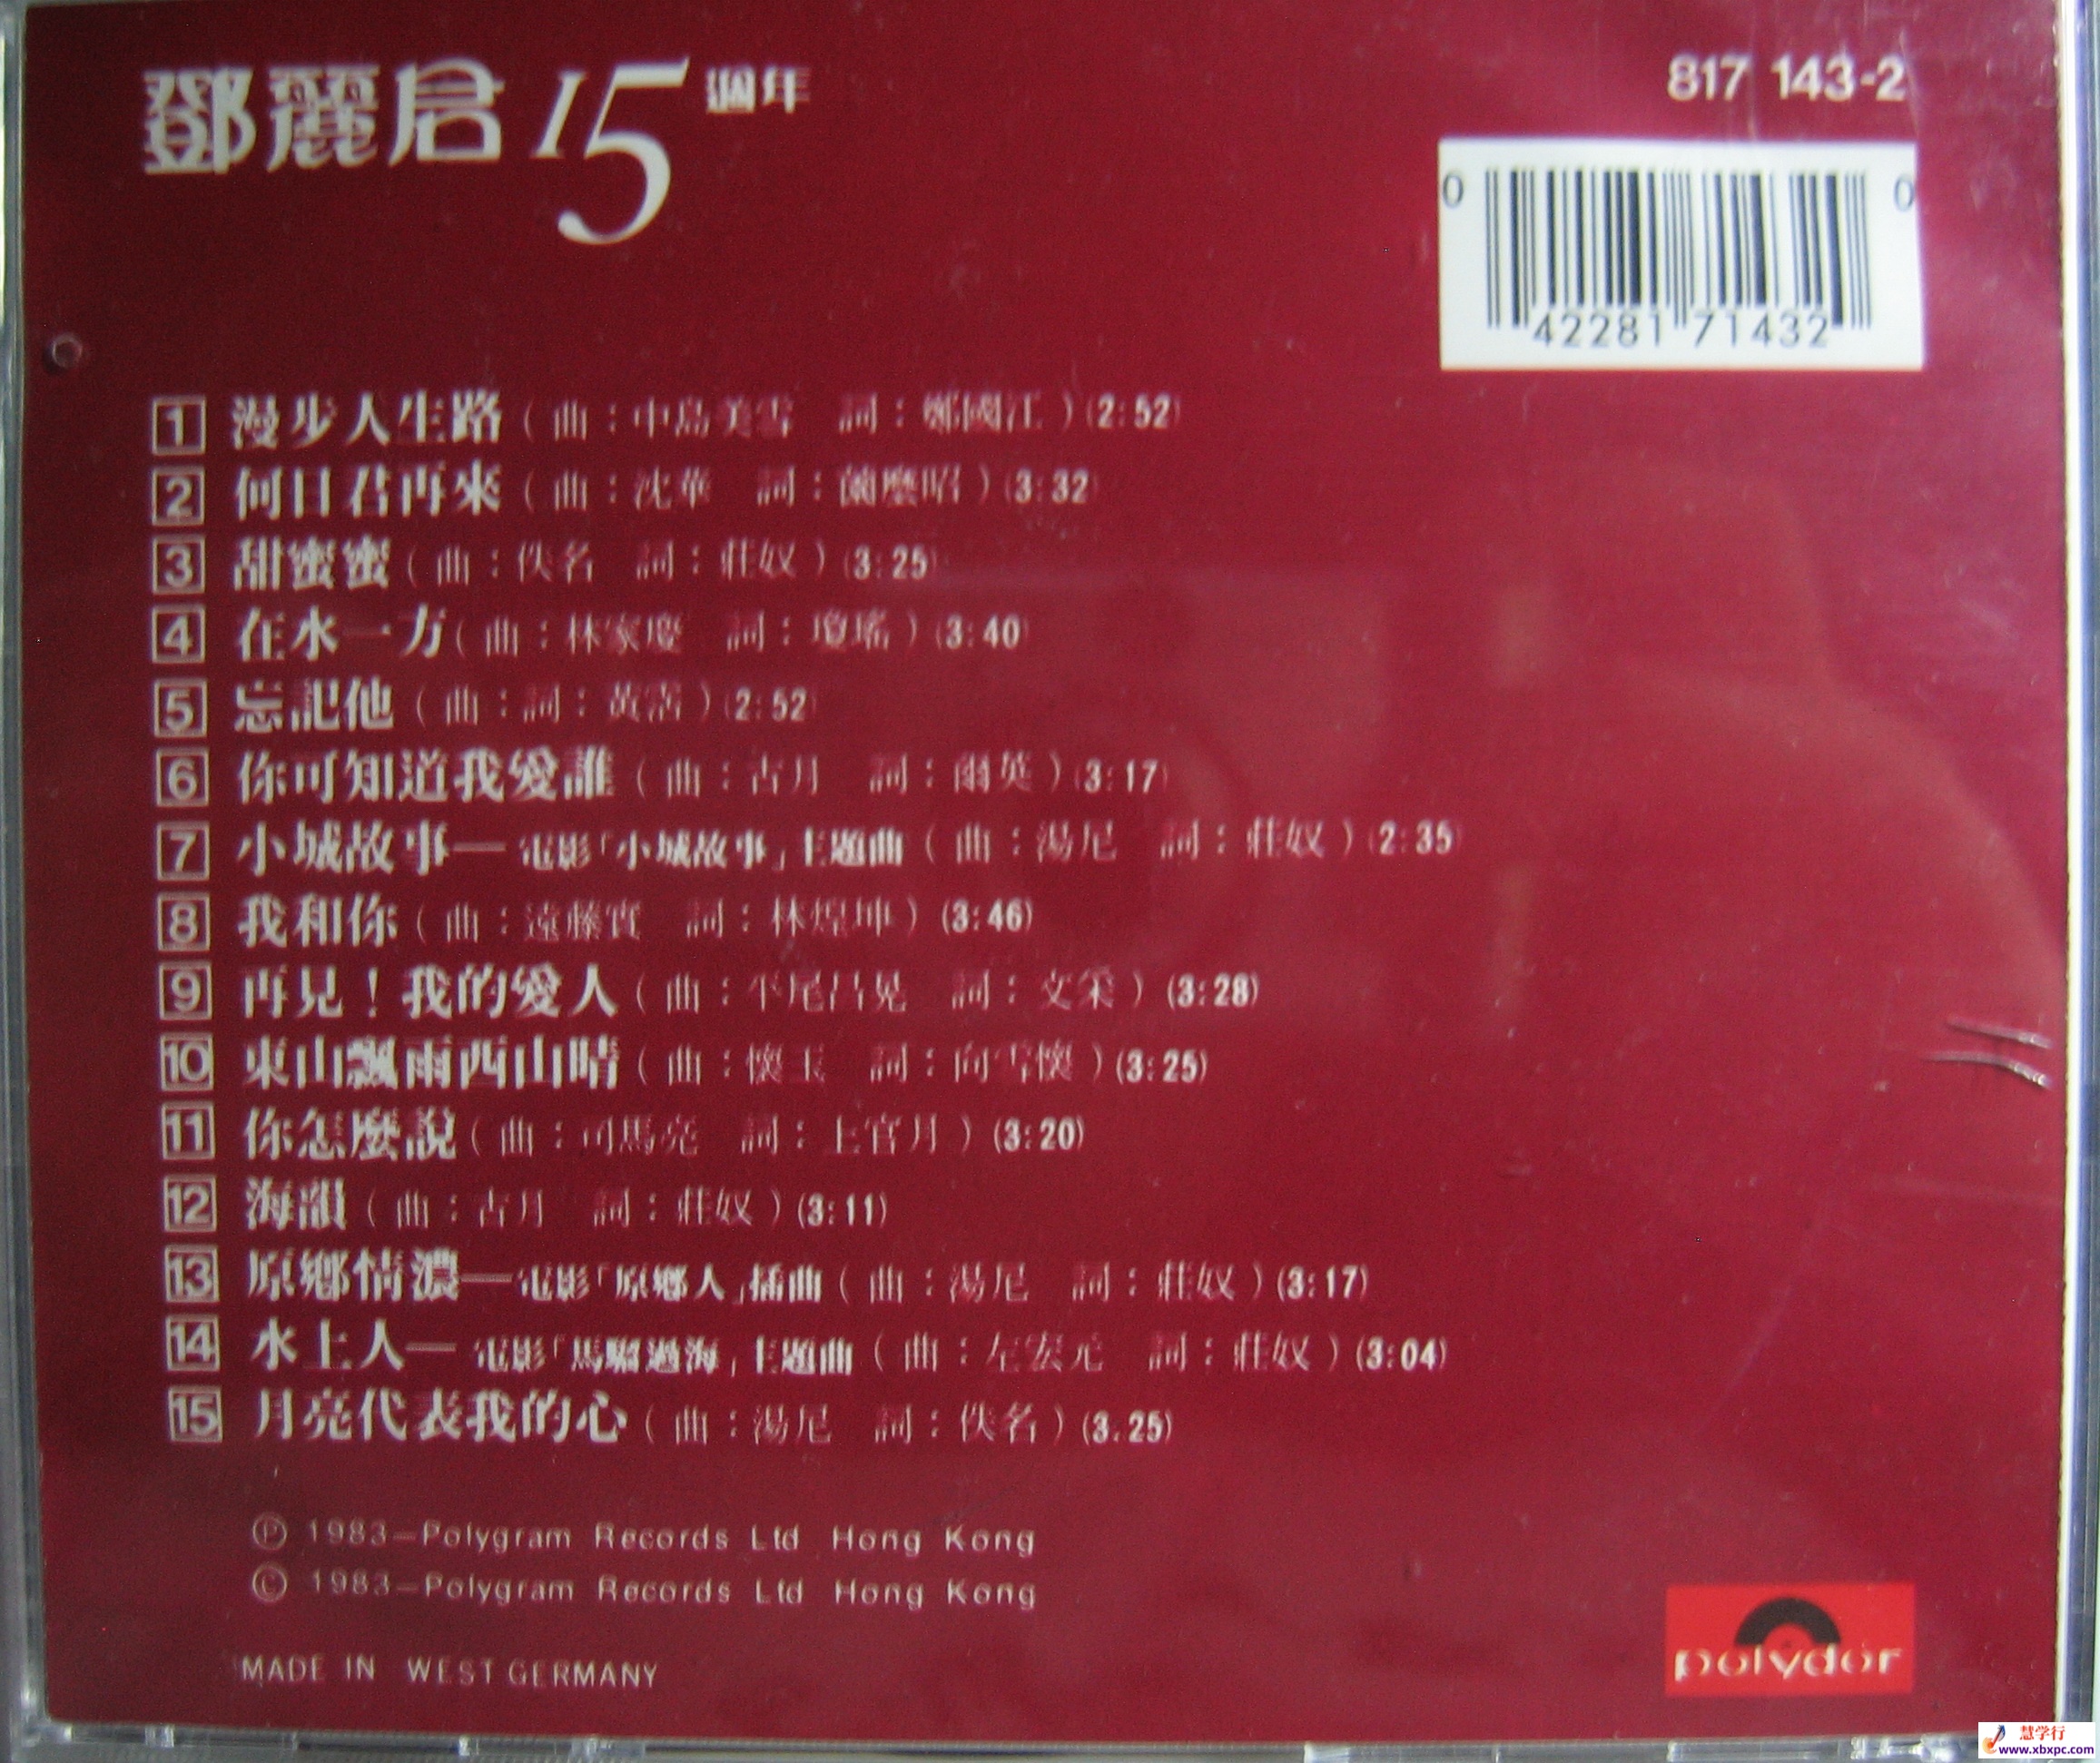 鄧麗君15週年
817 143-2
0 42281 71432 0
1 漫步人生路(曲:中島美雪 詞:鄭國江)(2:52)
2 何日君再來(曲:沈華 詞:蘭麼昭)(3:32)
3 甜蜜蜜(曲:佚名 詞:莊奴)(3:25)
4 在水一方(曲:林家慶 詞:瓊瑤)(3:40)
5 忘記他(曲:詞:黃霑)(2:52)
6 你可知道我愛誰(曲:古月 詞:爾英)(3:17)
7 小城故事—電影「小城故事」主題曲(曲:湯尼 詞:莊奴)(2:35)
8 我和你(曲:遠藤實 詞:林煌坤)(3:46)
9 再見!我的愛人(曲:平尾昌晃 詞:文采)(3:28)
10 東山飄雨西山晴(曲:懷玉 詞:向雪懷)(3:25)
11 你怎麼說(曲:司馬亮 詞:上官月)(3:20)
12 海韻(曲:古月 詞:莊奴)(3:11)
13 原鄉情濃—電影「原鄉人」插曲(曲:湯尼 詞:莊奴)(3:17)
14 水上人—電影「馬騮過海」主題曲(曲:左宏元 詞:莊奴)(3:04)
15 月亮代表我的心(曲:湯尼 詞:佚名)(3.25)
Ⓟ 1983—Polygram Records Ltd Hong Kong
Ⓒ 1983—Polygram Records Ltd Hong Kong
MADE IN WEST GERMANY
polydor
慧学行
www.xbxpc.com